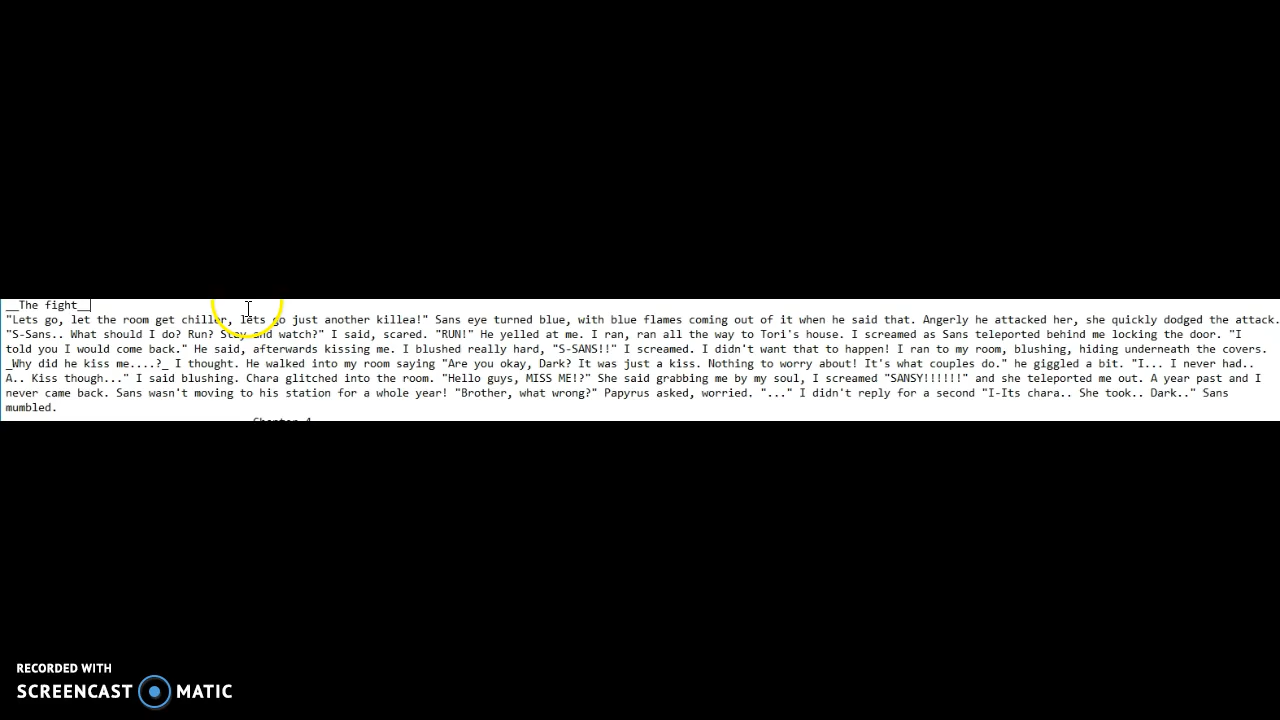 __The fight__
"Lets go, let the room get chiller, lets go just another killea!" Sans eye turned blue, with blue flames coming out of it when he said that. Angerly he attacked her, she quickly dodged the attack.
"S-Sans.. What should I do? Run? Stay and watch?" I said, scared. "RUN!" He yelled at me. I ran, ran all the way to Tori's house. I screamed as Sans teleported behind me locking the door. "I
told you I would come back." He said, afterwards kissing me. I blushed really hard, "S-SANS!!" I screamed. I didn't want that to happen! I ran to my room, blushing, hiding underneath the covers.
_Why did he kiss me....?_ I thought. He walked into my room saying "Are you okay, Dark? It was just a kiss. Nothing to worry about! It's what couples do." he giggled a bit. "I... I never had..
A.. Kiss though..." I said blushing. Chara glitched into the room. "Hello guys, MISS ME!?" She said grabbing me by my soul, I screamed "SANSY!!!!!!" and she teleported me out. A year past and I
never came back. Sans wasn't moving to his station for a whole year! "Brother, what wrong?" Papyrus asked, worried. "..." I didn't reply for a second "I-Its chara.. She took.. Dark.." Sans
mumbled.
RECORDED WITH
SCREENCAST MATIC